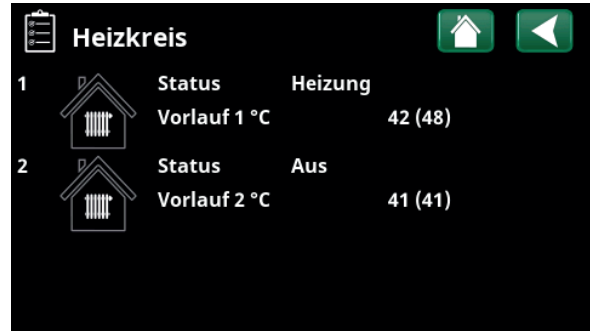 Heizkreis
1 Status Heizung
Vorlauf 1 °C 42 (48)
2 Status Aus
Vorlauf 2 °C 41 (41)